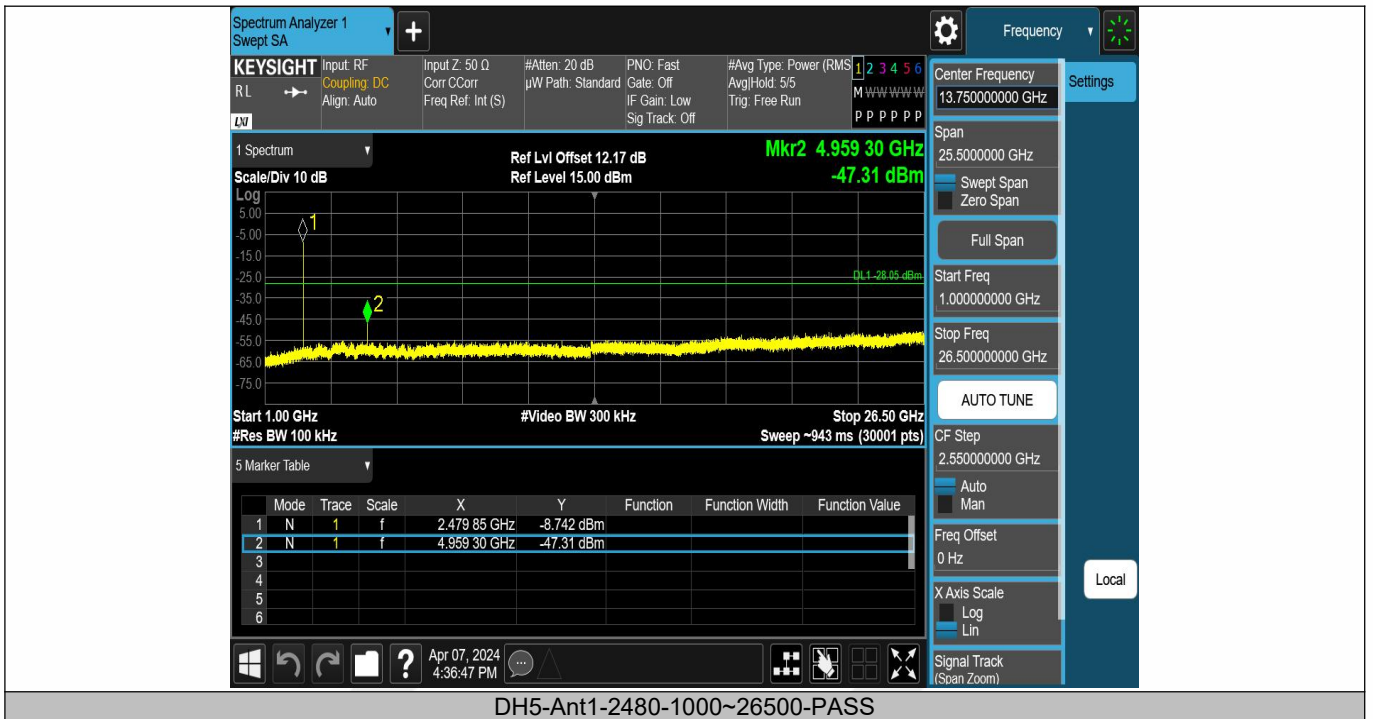 Spectrum Analyzer 1
Swept SA
+
Frequency
KEYSIGHT
RL
LXI
Input: RF
Coupling: DC
Align: Auto
Input Z: 50 Ω
Corr CCorr
Freq Ref: Int (S)
#Atten: 20 dB
µW Path: Standard
PNO: Fast
Gate: Off
IF Gain: Low
Sig Track: Off
#Avg Type: Power (RMS
Avg|Hold: 5/5
Trig: Free Run
1 2 3 4 5 6
M W W W W W
P P P P P P
1 Spectrum
Scale/Div 10 dB
Ref Lvl Offset 12.17 dB
Ref Level 15.00 dBm
Mkr2 4.959 30 GHz
-47.31 dBm
Log
5.00
-5.00
-15.0
-25.0
-35.0
-45.0
-55.0
-65.0
-75.0
1
2
DL1 -28.05 dBm
Start 1.00 GHz
#Video BW 300 kHz
Stop 26.50 GHz
#Res BW 100 kHz
Sweep ~943 ms (30001 pts)
5 Marker Table
Mode Trace Scale X Y Function Function Width Function Value
1 N 1 f 2.479 85 GHz -8.742 dBm
2 N 1 f 4.959 30 GHz -47.31 dBm
3
4
5
6
Apr 07, 2024
4:36:47 PM
?
Center Frequency
13.750000000 GHz
Settings
Span
25.5000000 GHz
Swept Span
Zero Span
Full Span
Start Freq
1.000000000 GHz
Stop Freq
26.500000000 GHz
AUTO TUNE
CF Step
2.550000000 GHz
Auto
Man
Freq Offset
0 Hz
X Axis Scale
Log
Lin
Local
Signal Track
(Span Zoom)
DH5-Ant1-2480-1000~26500-PASS